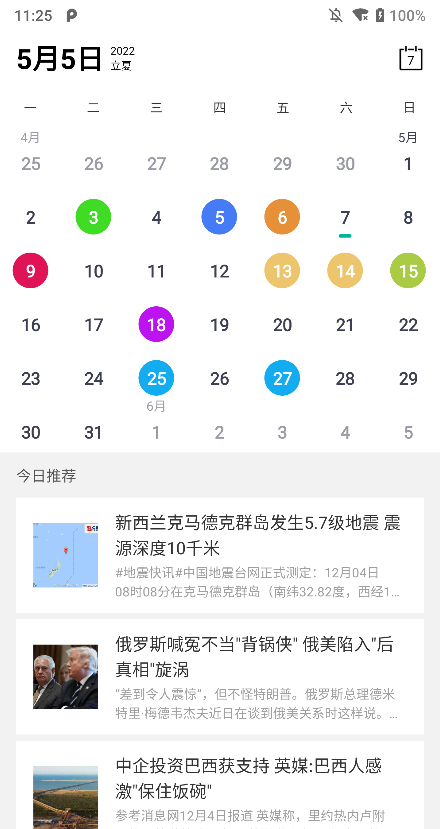 11:25 100%
5月5日 2022
立夏
7
一 二 三 四 五 六 日
4月 5月
25 26 27 28 29 30 1
2 3 4 5 6 7 8
9 10 11 12 13 14 15
16 17 18 19 20 21 22
23 24 25 26 27 28 29
6月
30 31 1 2 3 4 5
今日推荐
新西兰克马德克群岛发生5.7级地震 震
源深度10千米
#地震快讯#中国地震台网正式测定：12月04日
08时08分在克马德克群岛（南纬32.82度，西经1...
俄罗斯喊冤不当"背锅侠" 俄美陷入"后
真相"漩涡
"差到令人震惊"，但不怪特朗普。俄罗斯总理德米
特里·梅德韦杰夫近日在谈到俄美关系时这样说。...
中企投资巴西获支持 英媒:巴西人感
激"保住饭碗"
参考消息网12月4日报道 英媒称，里约热内卢附